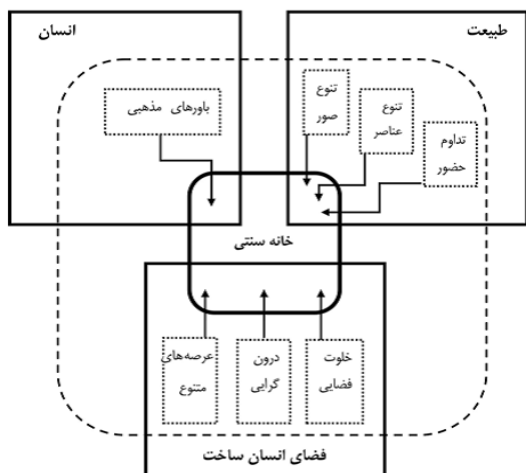 طبیعت
انسان
تنوع
صور
تنوع
عناصر
تداوم
حضور
باورهای مذهبی
خانه سنتی
خلوت
فضایی
درون
گرایی
عرصه‌های
متنوع
فضای انسان ساخت